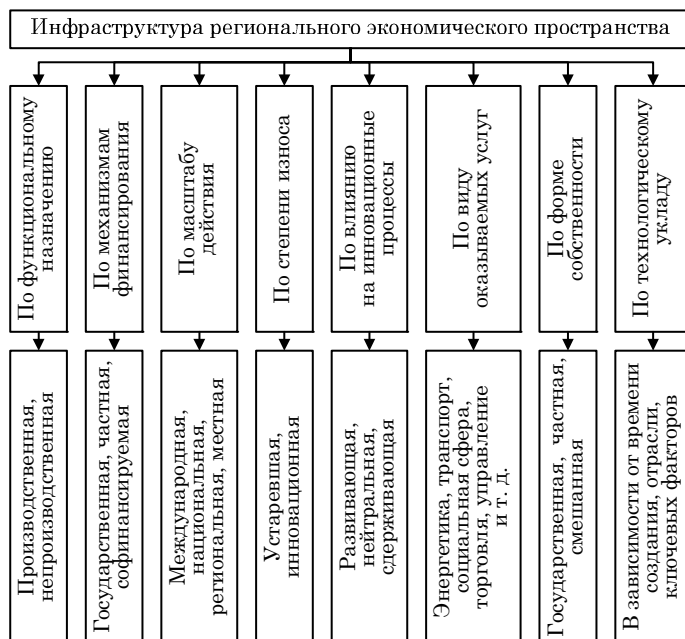 Инфраструктура регионального экономического пространства
По функциональному
назначению
По механизмам
финансирования
По масштабу
действия
По степени износа
По влиянию
на инновационные
процессы
По виду
оказываемых услуг
По форме
собственности
По технологическому
укладу
Производственная,
непроизводственная
Государственная, частная,
софинансируемая
Международная,
национальная,
региональная, местная
Устаревшая,
инновационная
Развивающая,
нейтральная,
сдерживающая
Энергетика, транспорт,
социальная сфера,
торговля, управление
и т. д.
Государственная, частная,
смешанная
В зависимости от времени
создания, отрасли,
ключевых факторов